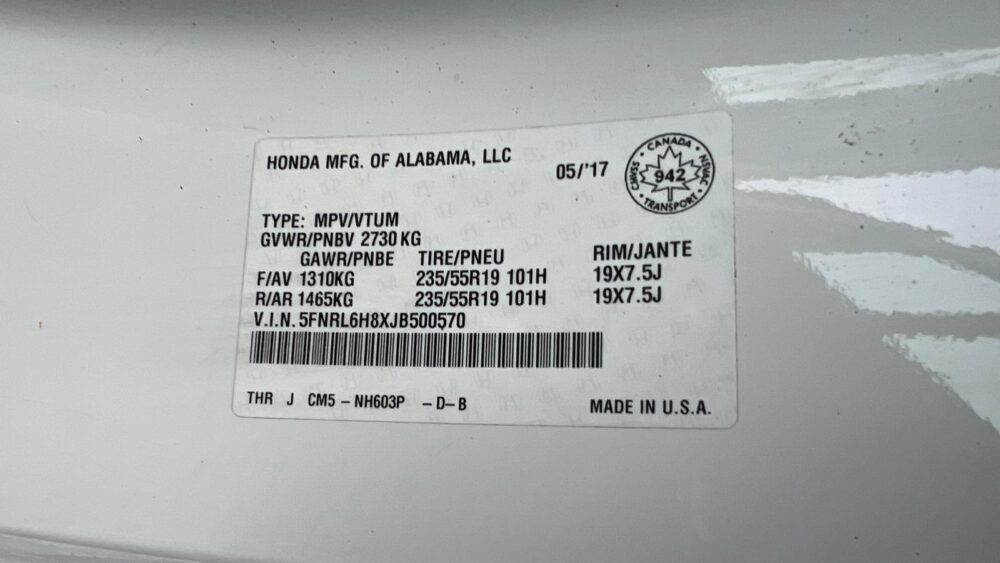 HONDA MFG. OF ALABAMA, LLC
05/'17
CANADA
CMVSS 942 NSVAC
TRANSPORT
TYPE: MPV/VTUM
GVWR/PNBV 2730 KG
GAWR/PNBE TIRE/PNEU RIM/JANTE
F/AV 1310KG 235/55R19 101H 19X7.5J
R/AR 1465KG 235/55R19 101H 19X7.5J
V.I.N. 5FNRL6H8XJB500570
THR J CM5 - NH603P - D- B
MADE IN U.S.A.